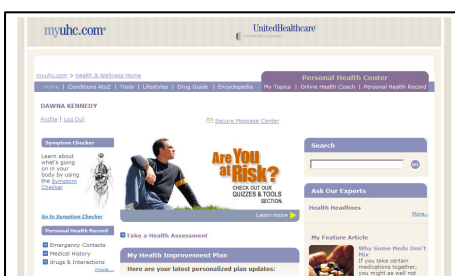 myuhc.com®
UnitedHealthcare®
myuhc.com > Health & Wellness Home
Personal Health Center
Home | Conditions AtoZ | Tools | Lifestyles | Drug Guide | Encyclopedia
My Topics | Online Health Coach | Personal Health Record
DAWNA KENNEDY
Profile | Log Out
Secure Message Center
Symptom Checker
Learn about
what's going
on in your
body by using
the Symptom
Checker
Go to Symptom Checker
Personal Health Record
Emergency Contacts
Medical History
drugs & Interactions
more...
Are You
at Risk?
CHECK OUT OUR
QUIZZES & TOOLS
SECTION.
Learn more
Take a Health Assessment
My Health Improvement Plan
Here are your latest personalized plan updates:
Search
GO
Ask Our Experts
Health Headlines
More..
My Feature Article
Why Some Meds Don't
Mix
If you take certain
medications together,
you might as well not